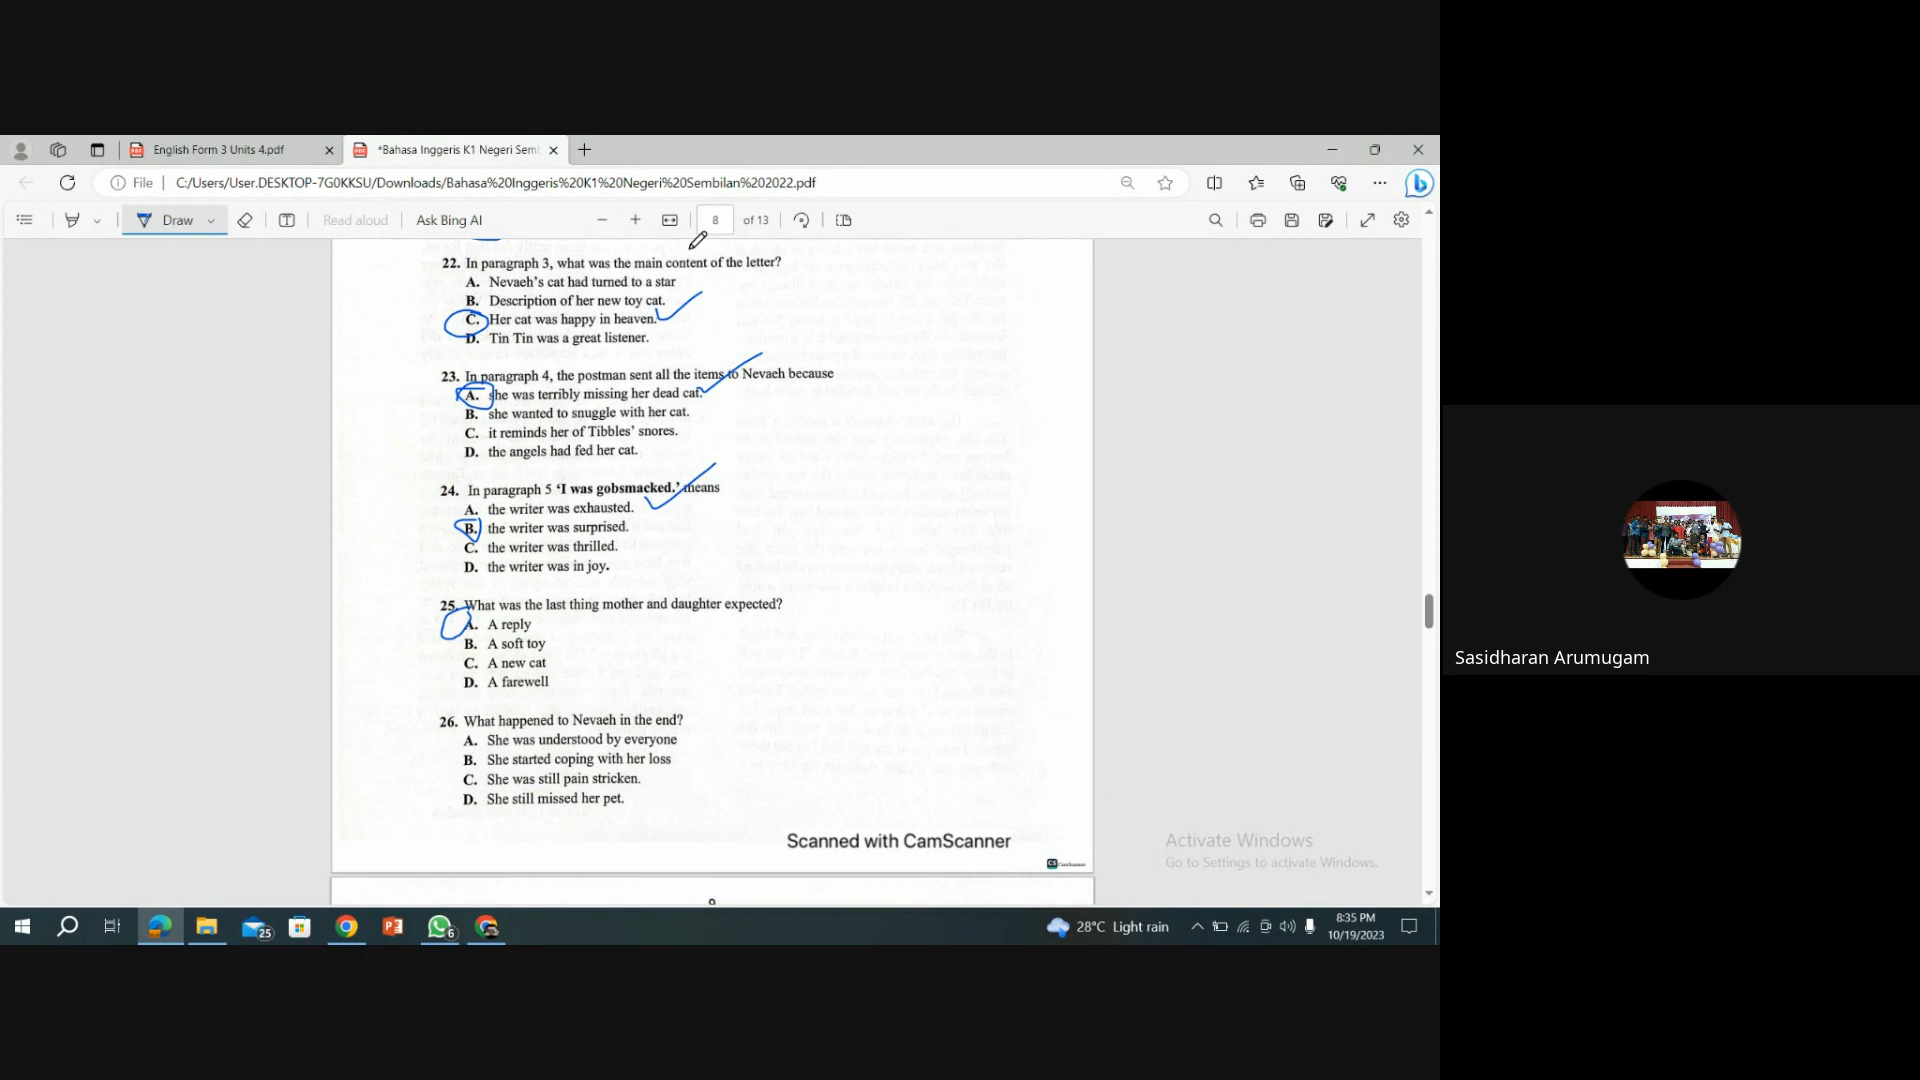 English Form 3 Units 4.pdf
*Bahasa Inggeris K1 Negeri Sem
File
C:/Users/User.DESKTOP-7G0KKSU/Downloads/Bahasa%20Inggeris%20K1%20Negeri%20Sembilan%202022.pdf
Draw
Read aloud
Ask Bing AI
8
of 13
22. In paragraph 3, what was the main content of the letter?
A. Nevaeh's cat had turned to a star
B. Description of her new toy cat.
C. Her cat was happy in heaven.
D. Tin Tin was a great listener.
23. In paragraph 4, the postman sent all the items to Nevaeh because
A. she was terribly missing her dead cat.
B. she wanted to snuggle with her cat.
C. it reminds her of Tibbles' snores.
D. the angels had fed her cat.
24. In paragraph 5 'I was gobsmacked.' means
A. the writer was exhausted.
B. the writer was surprised.
C. the writer was thrilled.
D. the writer was in joy.
25. What was the last thing mother and daughter expected?
A. A reply
B. A soft toy
C. A new cat
D. A farewell
26. What happened to Nevaeh in the end?
A. She was understood by everyone
B. She started coping with her loss
C. She was still pain stricken.
D. She still missed her pet.
Scanned with CamScanner
CS CamScanner
Activate Windows
Go to Settings to activate Windows.
9
25
6
28°C Light rain
8:35 PM
10/19/2023
Sasidharan Arumugam